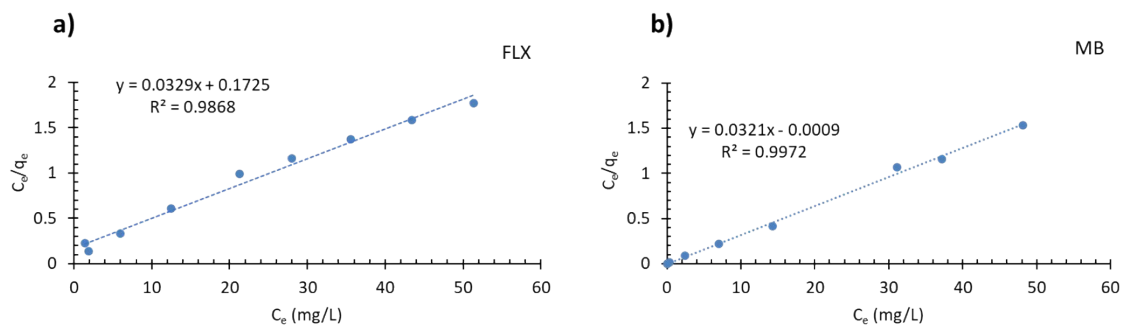 a)
FLX
y = 0.0329x + 0.1725
R² = 0.9868
2
1.5
1
0.5
0
Cₑ/qₑ
0 10 20 30 40 50 60
Cₑ (mg/L)
b)
MB
y = 0.0321x - 0.0009
R² = 0.9972
2
1.5
1
0.5
0
Cₑ/qₑ
0 10 20 30 40 50 60
Cₑ (mg/L)